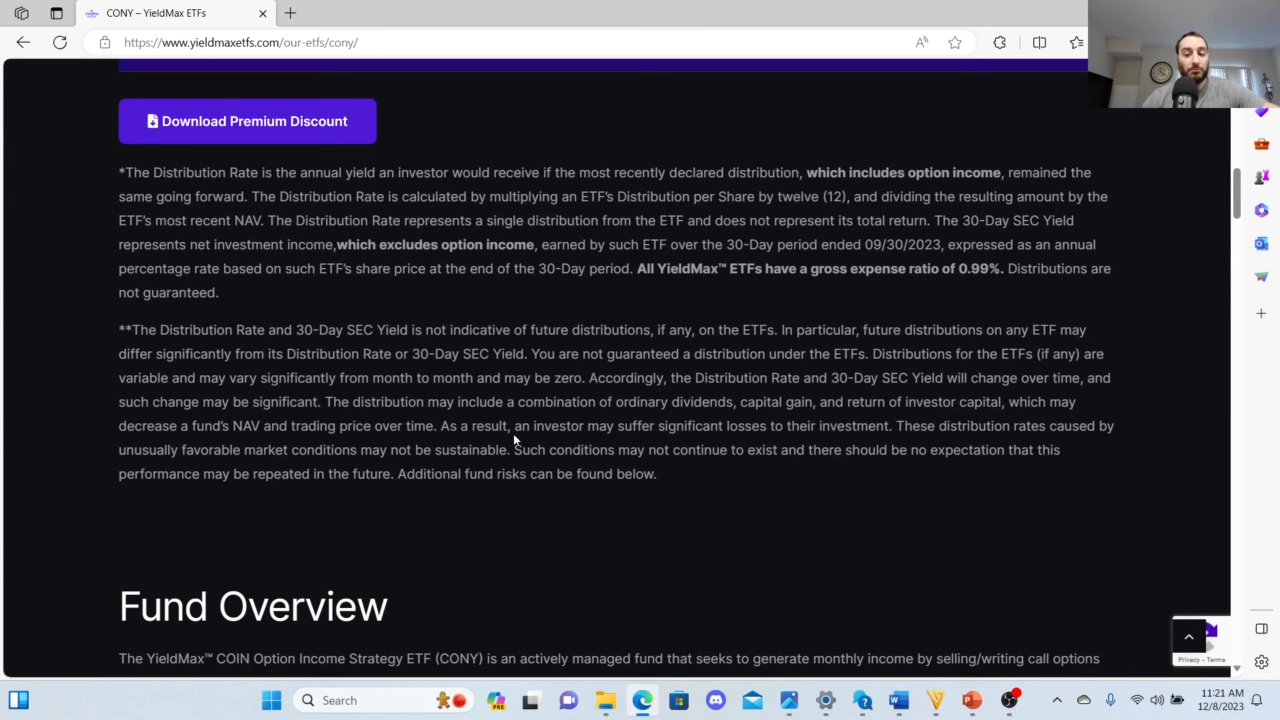 CONY – YieldMax ETFs
https://www.yieldmaxetfs.com/our-etfs/cony/
Download Premium Discount
*The Distribution Rate is the annual yield an investor would receive if the most recently declared distribution, which includes option income, remained the
same going forward. The Distribution Rate is calculated by multiplying an ETF’s Distribution per Share by twelve (12), and dividing the resulting amount by the
ETF’s most recent NAV. The Distribution Rate represents a single distribution from the ETF and does not represent its total return. The 30-Day SEC Yield
represents net investment income,which excludes option income, earned by such ETF over the 30-Day period ended 09/30/2023, expressed as an annual
percentage rate based on such ETF’s share price at the end of the 30-Day period. All YieldMax™ ETFs have a gross expense ratio of 0.99%. Distributions are
not guaranteed.
**The Distribution Rate and 30-Day SEC Yield is not indicative of future distributions, if any, on the ETFs. In particular, future distributions on any ETF may
differ significantly from its Distribution Rate or 30-Day SEC Yield. You are not guaranteed a distribution under the ETFs. Distributions for the ETFs (if any) are
variable and may vary significantly from month to month and may be zero. Accordingly, the Distribution Rate and 30-Day SEC Yield will change over time, and
such change may be significant. The distribution may include a combination of ordinary dividends, capital gain, and return of investor capital, which may
decrease a fund’s NAV and trading price over time. As a result, an investor may suffer significant losses to their investment. These distribution rates caused by
unusually favorable market conditions may not be sustainable. Such conditions may not continue to exist and there should be no expectation that this
performance may be repeated in the future. Additional fund risks can be found below.
Fund Overview
The YieldMax™ COIN Option Income Strategy ETF (CONY) is an actively managed fund that seeks to generate monthly income by selling/writing call options
Privacy - Terms
Search
PRE
11:21 AM
12/8/2023